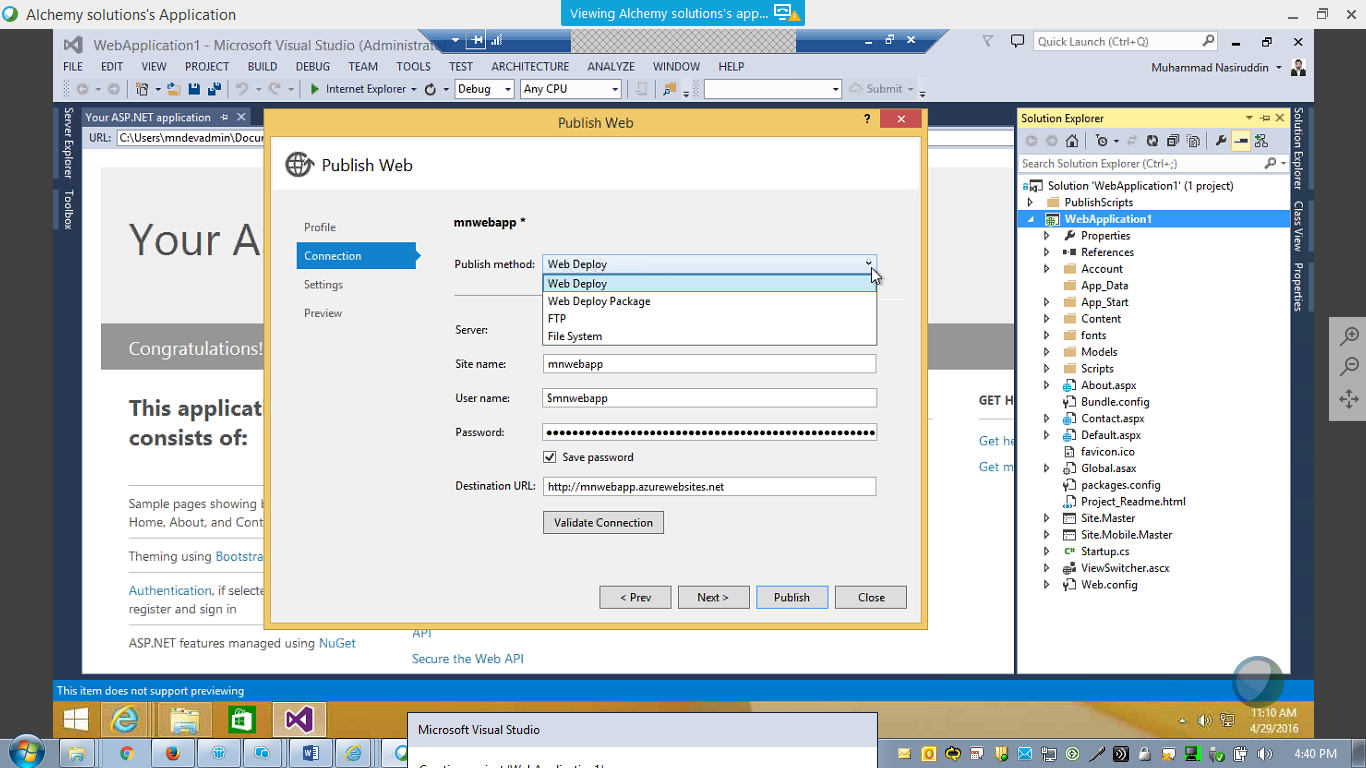 Alchemy solutions's Application
Viewing Alchemy solutions's app...
WebApplication1 - Microsoft Visual Studio (Administrat
Quick Launch (Ctrl+Q)
FILE EDIT VIEW PROJECT BUILD DEBUG TEAM TOOLS TEST ARCHITECTURE ANALYZE WINDOW HELP
Muhammad Nasiruddin
Internet Explorer Debug Any CPU Submit
Server Explorer
Toolbox
Your ASP.NET application
URL: C:\Users\mndevadmin\Docu
Your A
Congratulations!
This applicati
consists of:
Sample pages showing b
Home, About, and Cont
Theming using Bootstra
Authentication, if selecte
register and sign in
ASP.NET features managed using NuGet
API
Secure the Web API
GET H
Get he
Get m
Publish Web
?
Publish Web
Profile
Connection
Settings
Preview
mnwebapp *
Publish method: Web Deploy
Web Deploy
Web Deploy Package
FTP
File System
Server:
Site name: mnwebapp
User name: $mnwebapp
Password: ●●●●●●●●●●●●●●●●●●●●●●●●●●●●●●●●●●●●●●●●●●●●●●●●●●●●●●●●●●●●
Save password
Destination URL: http://mnwebapp.azurewebsites.net
Validate Connection
< Prev Next > Publish Close
Solution Explorer
Search Solution Explorer (Ctrl+;)
Solution 'WebApplication1' (1 project)
PublishScripts
WebApplication1
Properties
References
Account
App_Data
App_Start
Content
fonts
Models
Scripts
About.aspx
Bundle.config
Contact.aspx
Default.aspx
favicon.ico
Global.asax
packages.config
Project_Readme.html
Site.Master
Site.Mobile.Master
C# Startup.cs
ViewSwitcher.ascx
Web.config
Solution Explorer
Class View
Properties
This item does not support previewing
11:10 AM
4/29/2016
Microsoft Visual Studio
Creating project 'WebApplication1'
4:40 PM